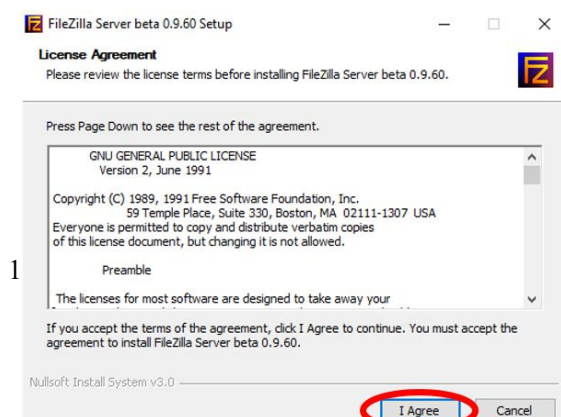 FileZilla Server beta 0.9.60 Setup
License Agreement
Please review the license terms before installing FileZilla Server beta 0.9.60.
Press Page Down to see the rest of the agreement.
GNU GENERAL PUBLIC LICENSE
Version 2, June 1991
Copyright (C) 1989, 1991 Free Software Foundation, Inc.
59 Temple Place, Suite 330, Boston, MA 02111-1307 USA
Everyone is permitted to copy and distribute verbatim copies
of this license document, but changing it is not allowed.
1
Preamble
The licenses for most software are designed to take away your
If you accept the terms of the agreement, click I Agree to continue. You must accept the
agreement to install FileZilla Server beta 0.9.60.
Nullsoft Install System v3.0
I Agree Cancel